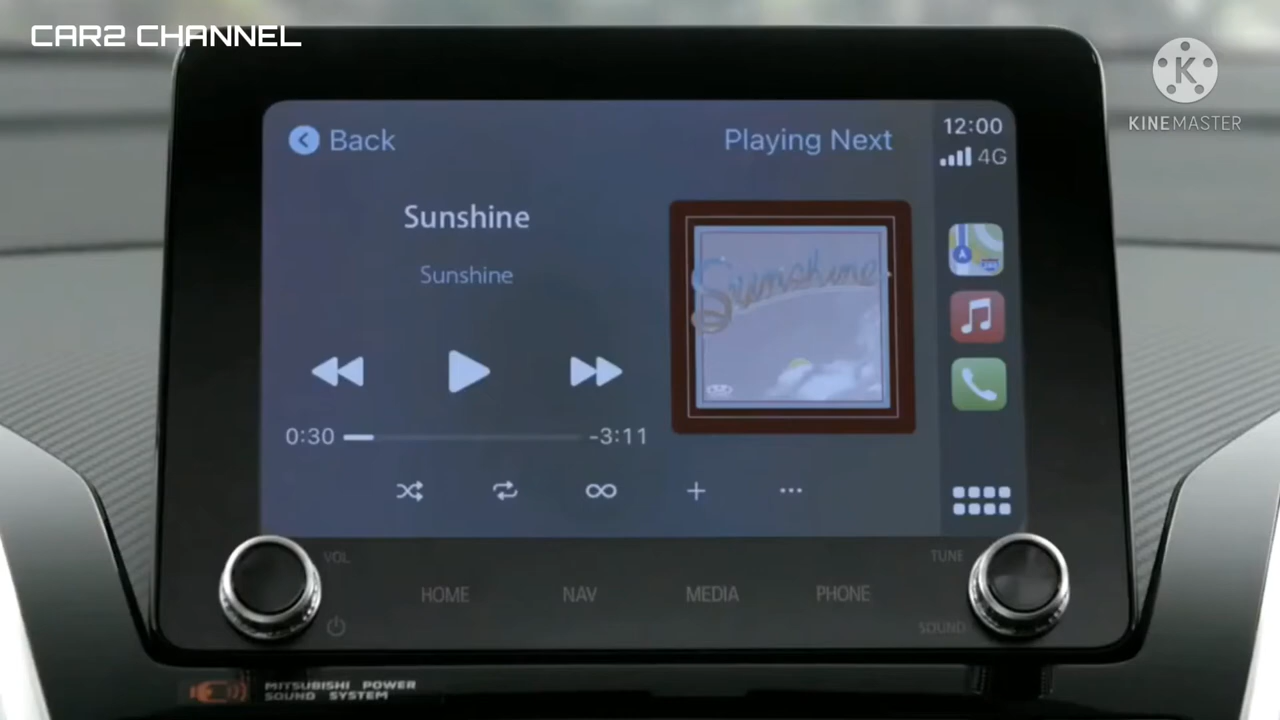 CAR2 CHANNEL
K
KINEMASTER
Back
Playing Next
12:00
4G
Sunshine
Sunshine
Sunshine
0:30
-3:11
VOL
TUNE
HOME
NAV
MEDIA
PHONE
SOUND
MITSUBISHI POWER
SOUND SYSTEM